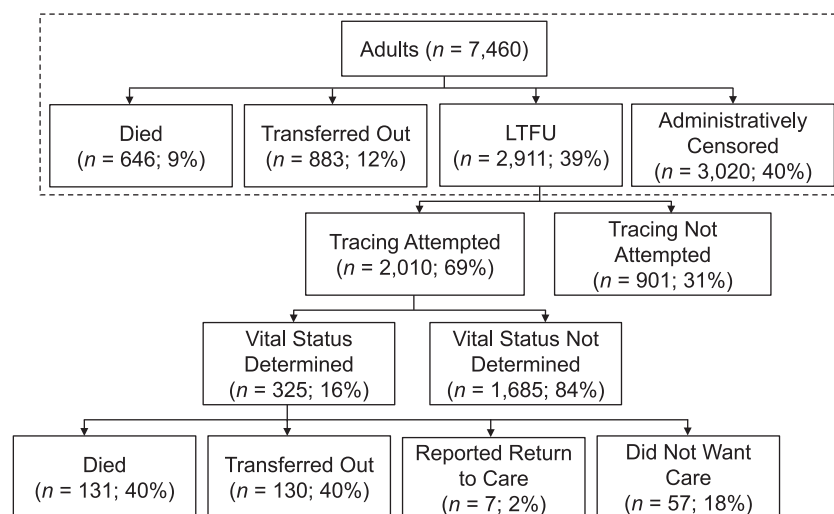 Adults (n = 7,460)
Died
(n = 646; 9%)
Transferred Out
(n = 883; 12%)
LTFU
(n = 2,911; 39%)
Administratively
Censored
(n = 3,020; 40%)
Tracing Attempted
(n = 2,010; 69%)
Tracing Not
Attempted
(n = 901; 31%)
Vital Status
Determined
(n = 325; 16%)
Vital Status Not
Determined
(n = 1,685; 84%)
Died
(n = 131; 40%)
Transferred Out
(n = 130; 40%)
Reported Return
to Care
(n = 7; 2%)
Did Not Want
Care
(n = 57; 18%)